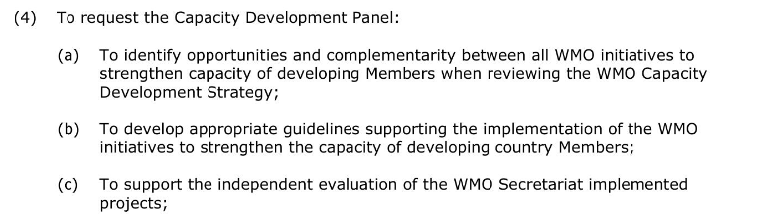 (4) To request the Capacity Development Panel:
(a) To identify opportunities and complementarity between all WMO initiatives to
strengthen capacity of developing Members when reviewing the WMO Capacity
Development Strategy;
(b) To develop appropriate guidelines supporting the implementation of the WMO
initiatives to strengthen the capacity of developing country Members;
(c) To support the independent evaluation of the WMO Secretariat implemented
projects;